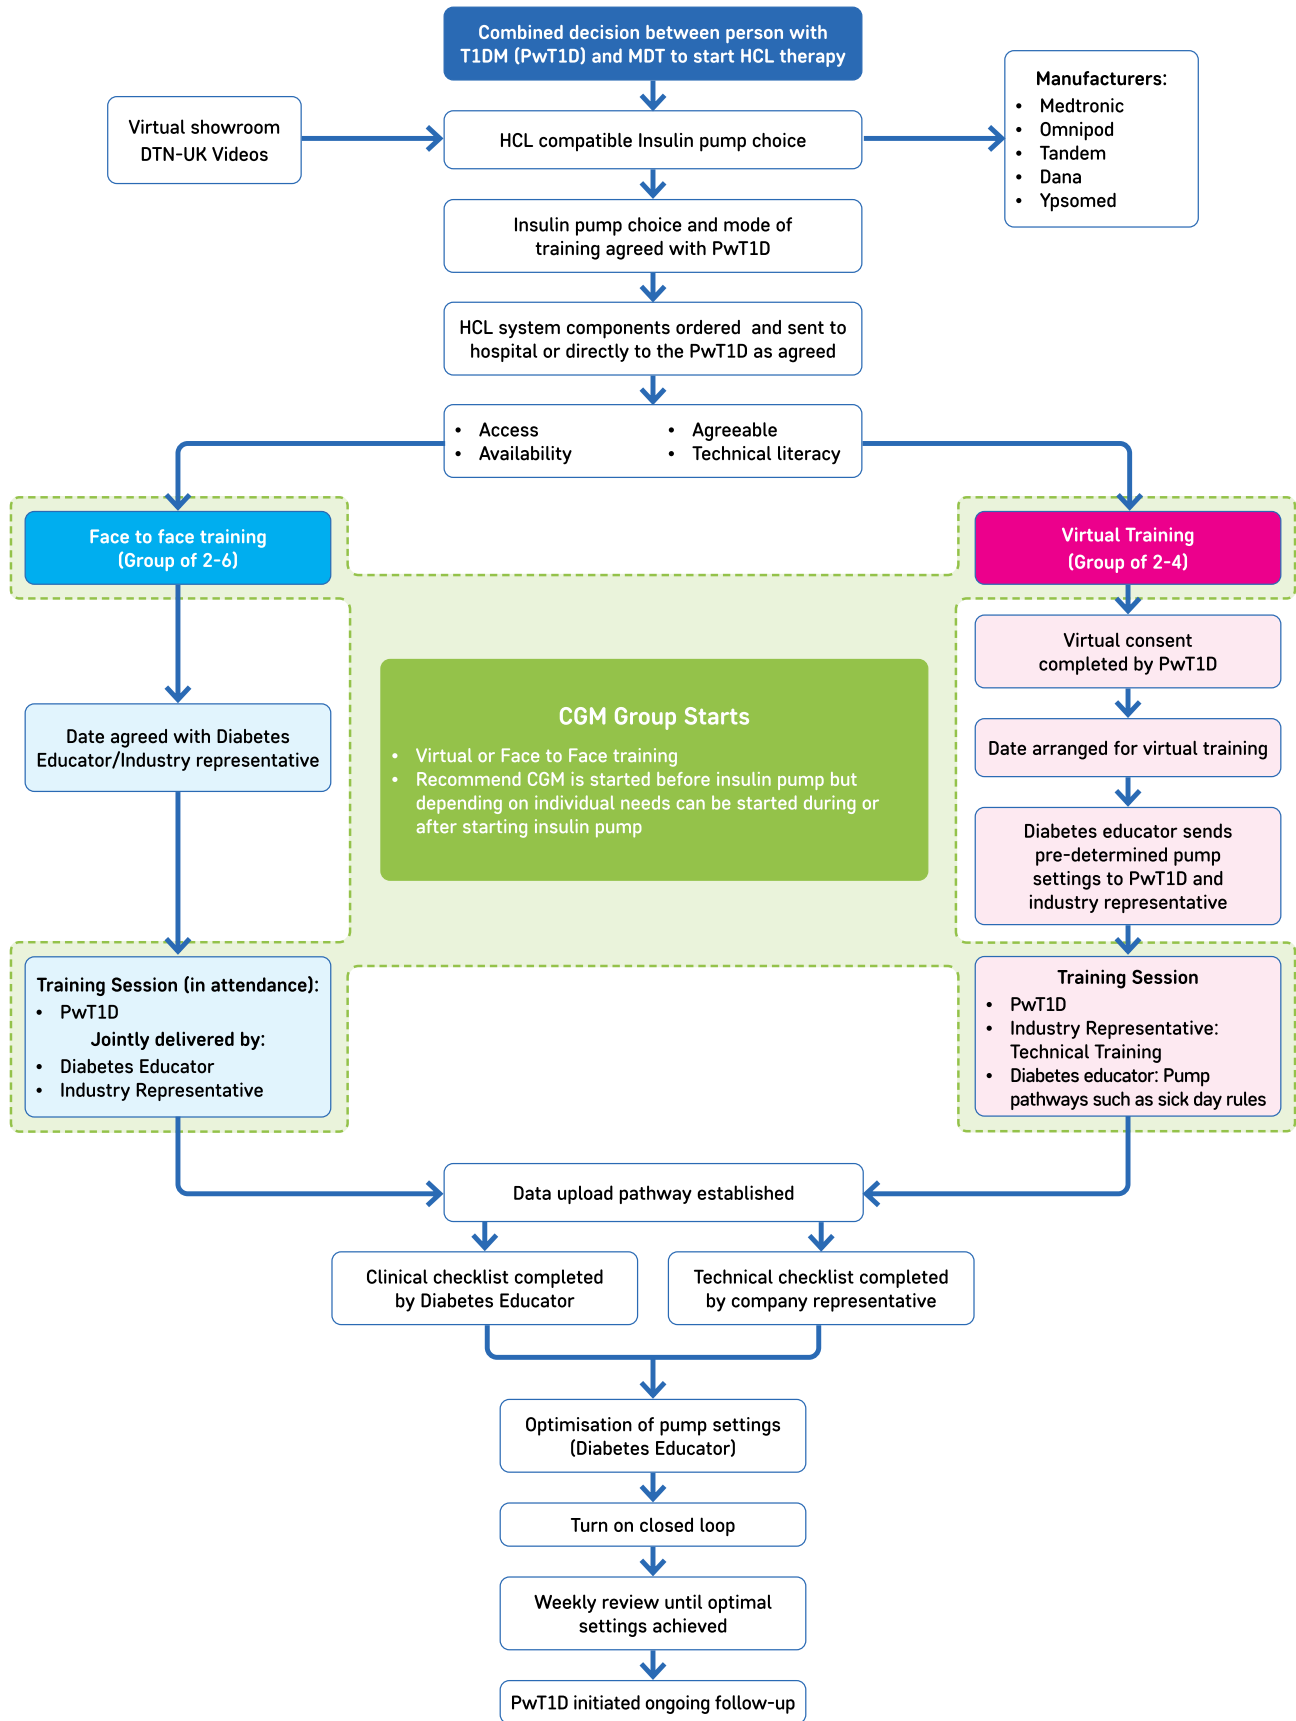 Combined decision between person with
T1DM (PwT1D) and MDT to start HCL therapy
Manufacturers:
• Medtronic
• Omnipod
• Tandem
• Dana
• Ypsomed
Virtual showroom
DTN-UK Videos
HCL compatible Insulin pump choice
Insulin pump choice and mode of
training agreed with PwT1D
HCL system components ordered and sent to
hospital or directly to the PwT1D as agreed
• Access
• Availability
• Agreeable
• Technical literacy
Face to face training
(Group of 2-6)
Virtual Training
(Group of 2-4)
Virtual consent
completed by PwT1D
Date agreed with Diabetes
Educator/Industry representative
CGM Group Starts
• Virtual or Face to Face training
• Recommend CGM is started before insulin pump but
depending on individual needs can be started during or
after starting insulin pump
Date arranged for virtual training
Diabetes educator sends
pre-determined pump
settings to PwT1D and
industry representative
Training Session (in attendance):
• PwT1D
Jointly delivered by:
• Diabetes Educator
• Industry Representative
Training Session
• PwT1D
• Industry Representative:
Technical Training
• Diabetes educator: Pump
pathways such as sick day rules
Data upload pathway established
Clinical checklist completed
by Diabetes Educator
Technical checklist completed
by company representative
Optimisation of pump settings
(Diabetes Educator)
Turn on closed loop
Weekly review until optimal
settings achieved
PwT1D initiated ongoing follow-up